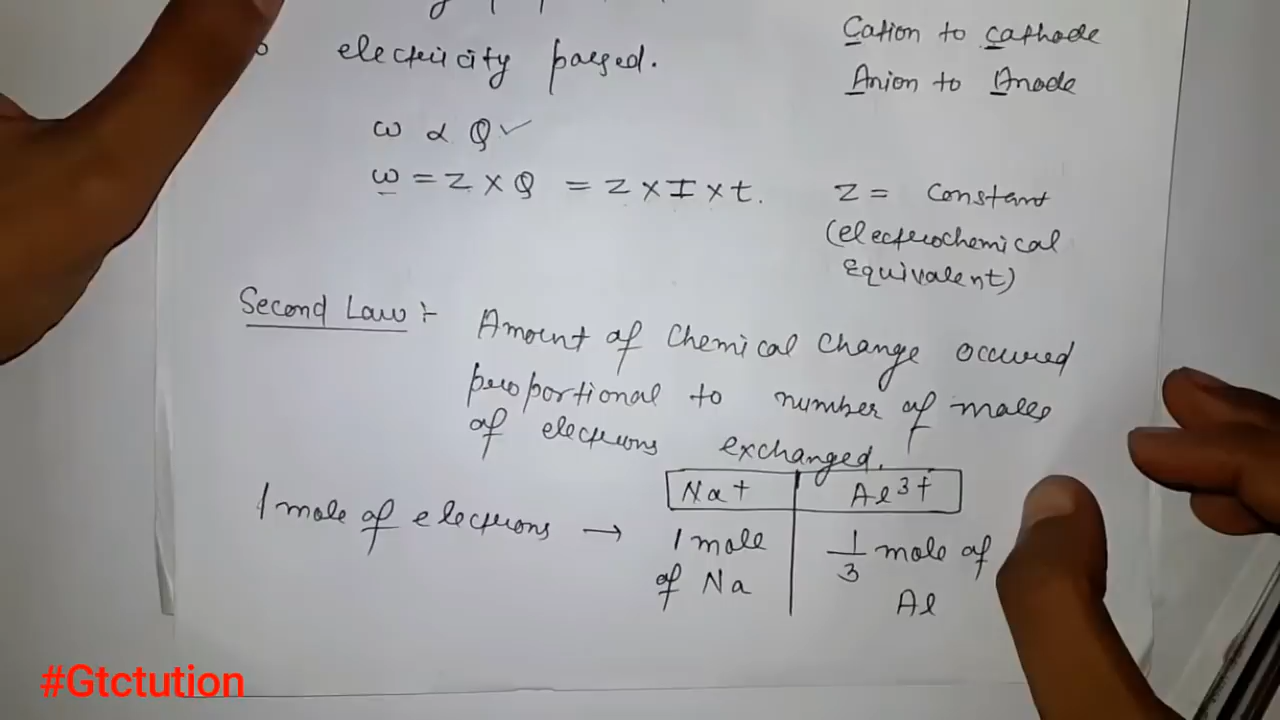 Cation to cathode
electricity passed.
Anion to Anode
w ∝ Q ✓
w = Z × Q = Z × I × t.
Z = Constant
(electrochemical
equivalent)
Second Law :-
Amount of Chemical Change occured
proportional to number of moles
of electrons exchanged.
Na+ Al3+
1 mole of electrons → 1 mole 1/3 mole of
of Na Al
#Gtctution